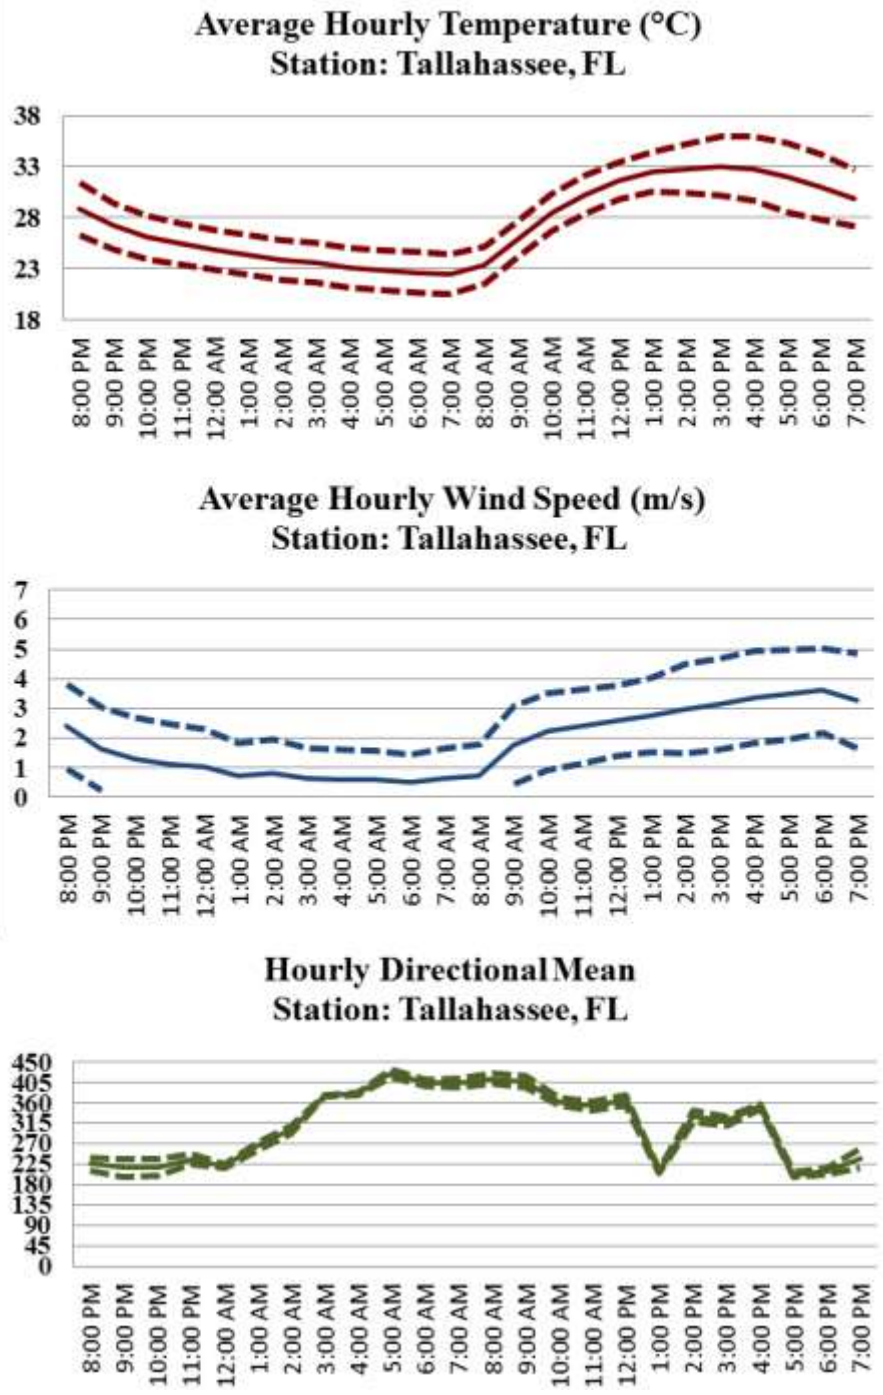 Average Hourly Temperature (°C)
Station: Tallahassee, FL
38
33
28
23
18
8:00 PM
9:00 PM
10:00 PM
11:00 PM
12:00 AM
1:00 AM
2:00 AM
3:00 AM
4:00 AM
5:00 AM
6:00 AM
7:00 AM
8:00 AM
9:00 AM
10:00 AM
11:00 AM
12:00 PM
1:00 PM
2:00 PM
3:00 PM
4:00 PM
5:00 PM
6:00 PM
7:00 PM
Average Hourly Wind Speed (m/s)
Station: Tallahassee, FL
7
6
5
4
3
2
1
0
8:00 PM
9:00 PM
10:00 PM
11:00 PM
12:00 AM
1:00 AM
2:00 AM
3:00 AM
4:00 AM
5:00 AM
6:00 AM
7:00 AM
8:00 AM
9:00 AM
10:00 AM
11:00 AM
12:00 PM
1:00 PM
2:00 PM
3:00 PM
4:00 PM
5:00 PM
6:00 PM
7:00 PM
Hourly Directional Mean
Station: Tallahassee, FL
450
405
360
315
270
225
180
135
90
45
0
8:00 PM
9:00 PM
10:00 PM
11:00 PM
12:00 AM
1:00 AM
2:00 AM
3:00 AM
4:00 AM
5:00 AM
6:00 AM
7:00 AM
8:00 AM
9:00 AM
10:00 AM
11:00 AM
12:00 PM
1:00 PM
2:00 PM
3:00 PM
4:00 PM
5:00 PM
6:00 PM
7:00 PM